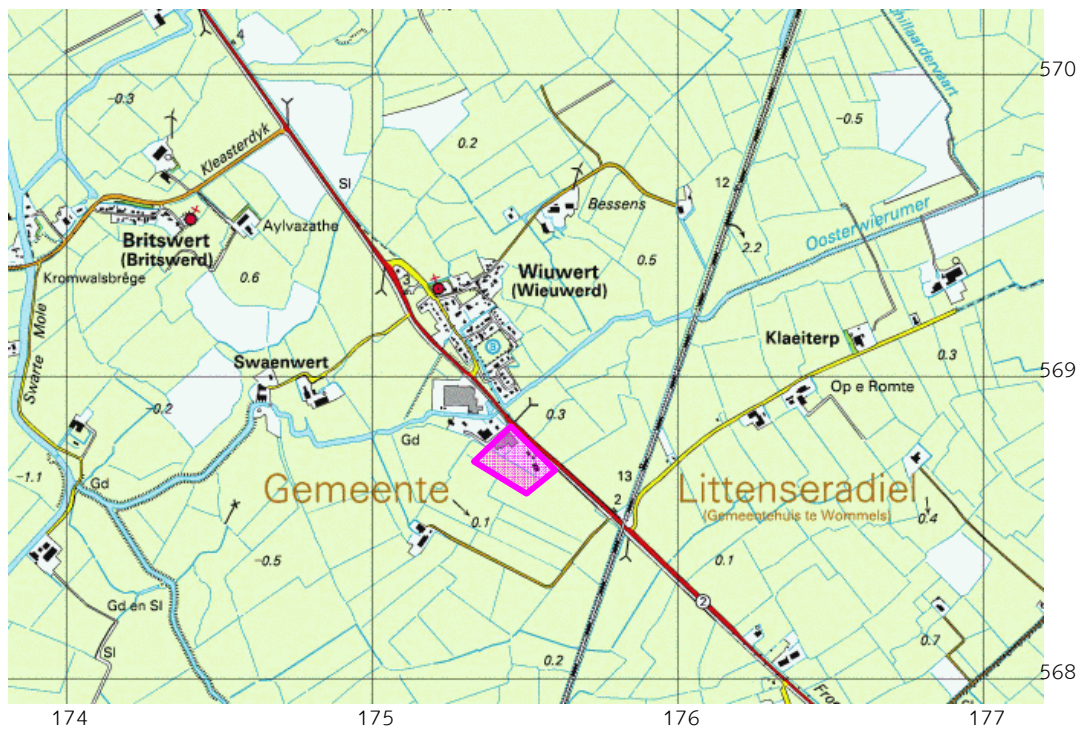 4
570
-0.3
-0.5
hillaardervaart
0.2
Kleasterdyk
Sl
12
Bessens
Britswert
(Britswerd)
Aylvazathe
2.2
Oosterwierumer
0.5
Kromwalsbrêge
0.6
3
Wiuwert
(Wieuwerd)
8
Swarte Mole
Swaenwert
Klaeiterp
0.3
569
-0.2
0.3
Op e Romte
Gd
-1.1
Gd
Gemeente
13
2
Littenseradiel
(Gemeentehuis te Wommels)
0.1
0.4
-0.5
0.1
2
Gd en Sl
Sl
0.2
0.7
568
174
175
176
177